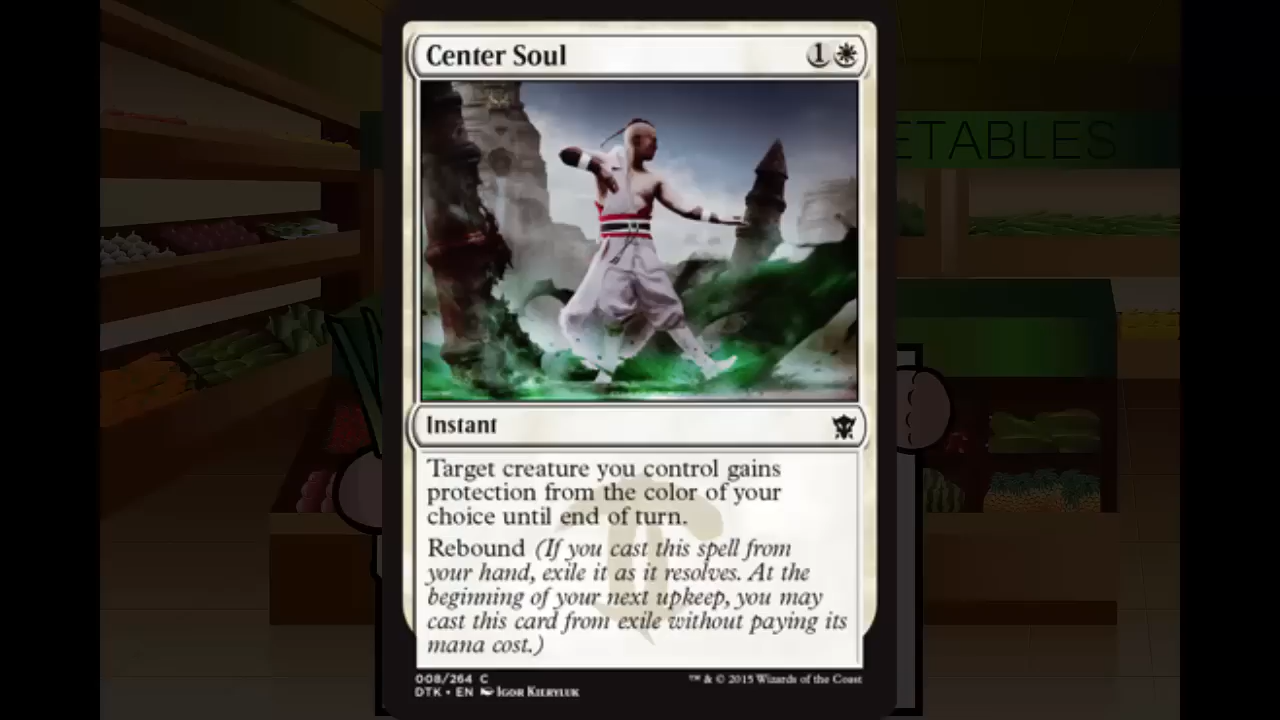 Center Soul 1
ETABLES
Instant
Target creature you control gains
protection from the color of your
choice until end of turn.
Rebound (If you cast this spell from
your hand, exile it as it resolves. At the
beginning of your next upkeep, you may
cast this card from exile without paying its
mana cost.)
008/264 C
DTK • EN Igor Kieryluk
™ & © 2015 Wizards of the Coast